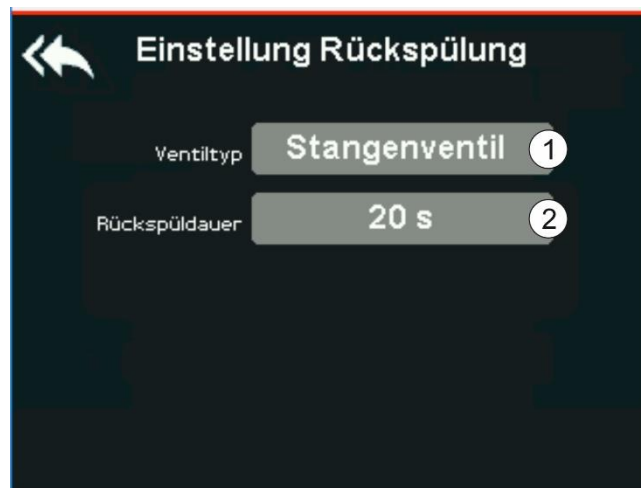 Einstellung Rückspülung
Ventiltyp Stangenventil 1
Rückspüldauer 20 s 2